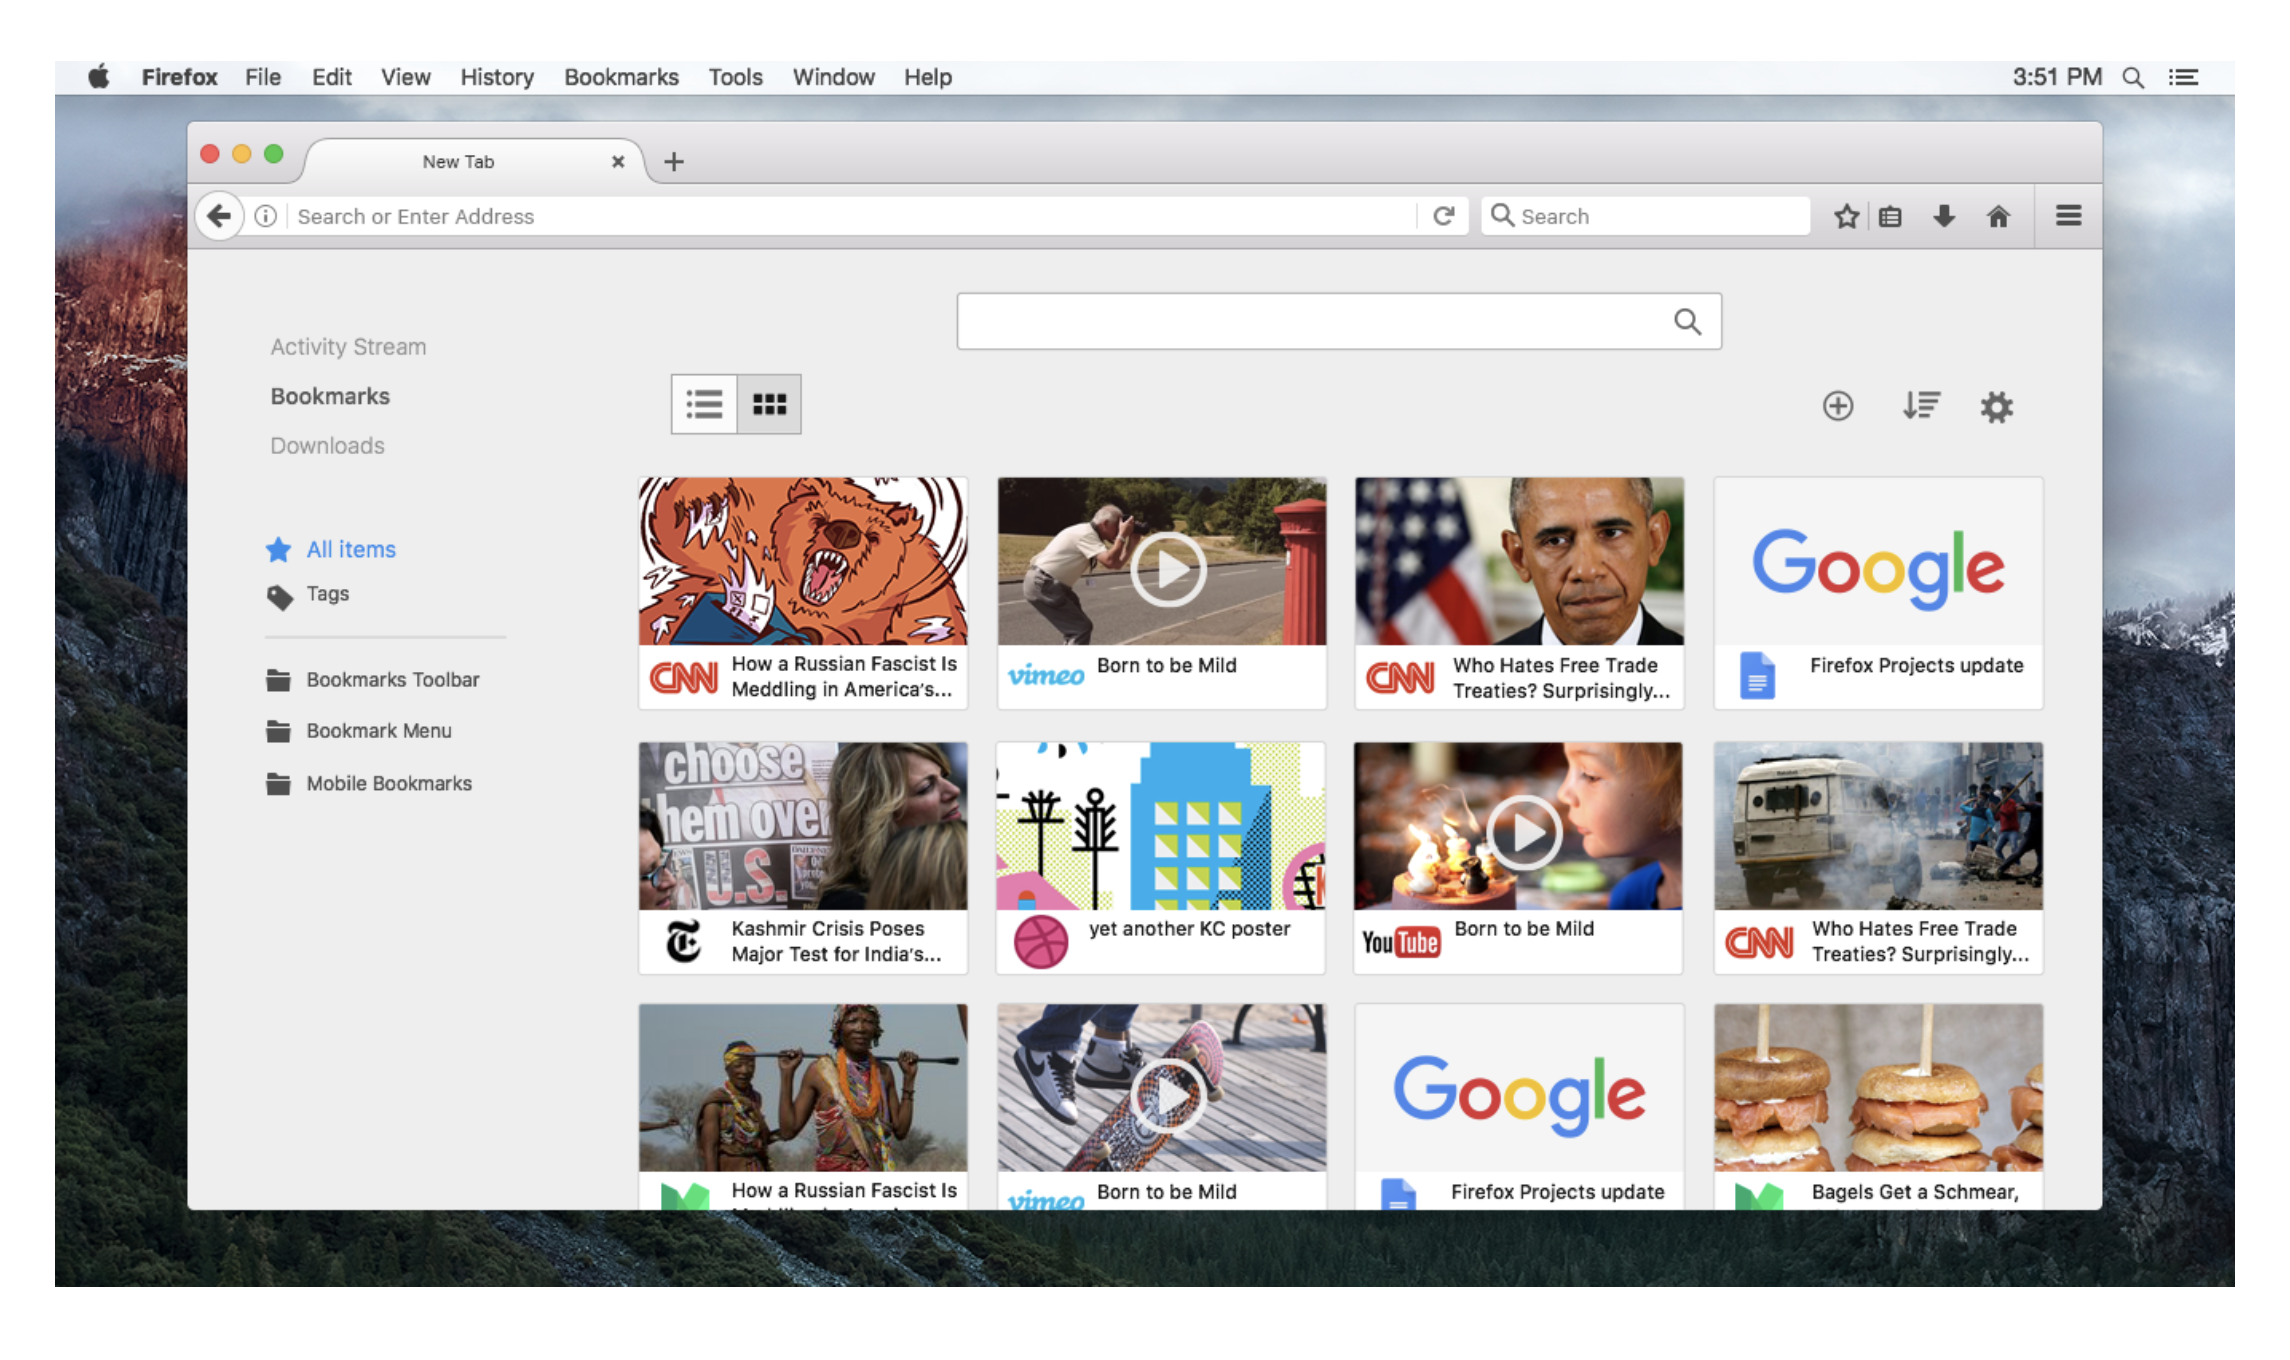 Firefox File Edit View History Bookmarks Tools Window Help 3:51 PM
New Tab
Search or Enter Address Search
Activity Stream
Bookmarks
Downloads
All items
Tags
Bookmarks Toolbar
Bookmark Menu
Mobile Bookmarks
Google
CNN How a Russian Fascist Is
Meddling in America's...
vimeo Born to be Mild
CNN Who Hates Free Trade
Treaties? Surprisingly...
Firefox Projects update
choose
them over
U.S.
Kashmir Crisis Poses
Major Test for India's...
yet another KC poster
YouTube Born to be Mild
CNN Who Hates Free Trade
Treaties? Surprisingly...
Google
How a Russian Fascist Is
vimeo Born to be Mild
Firefox Projects update
Bagels Get a Schmear,